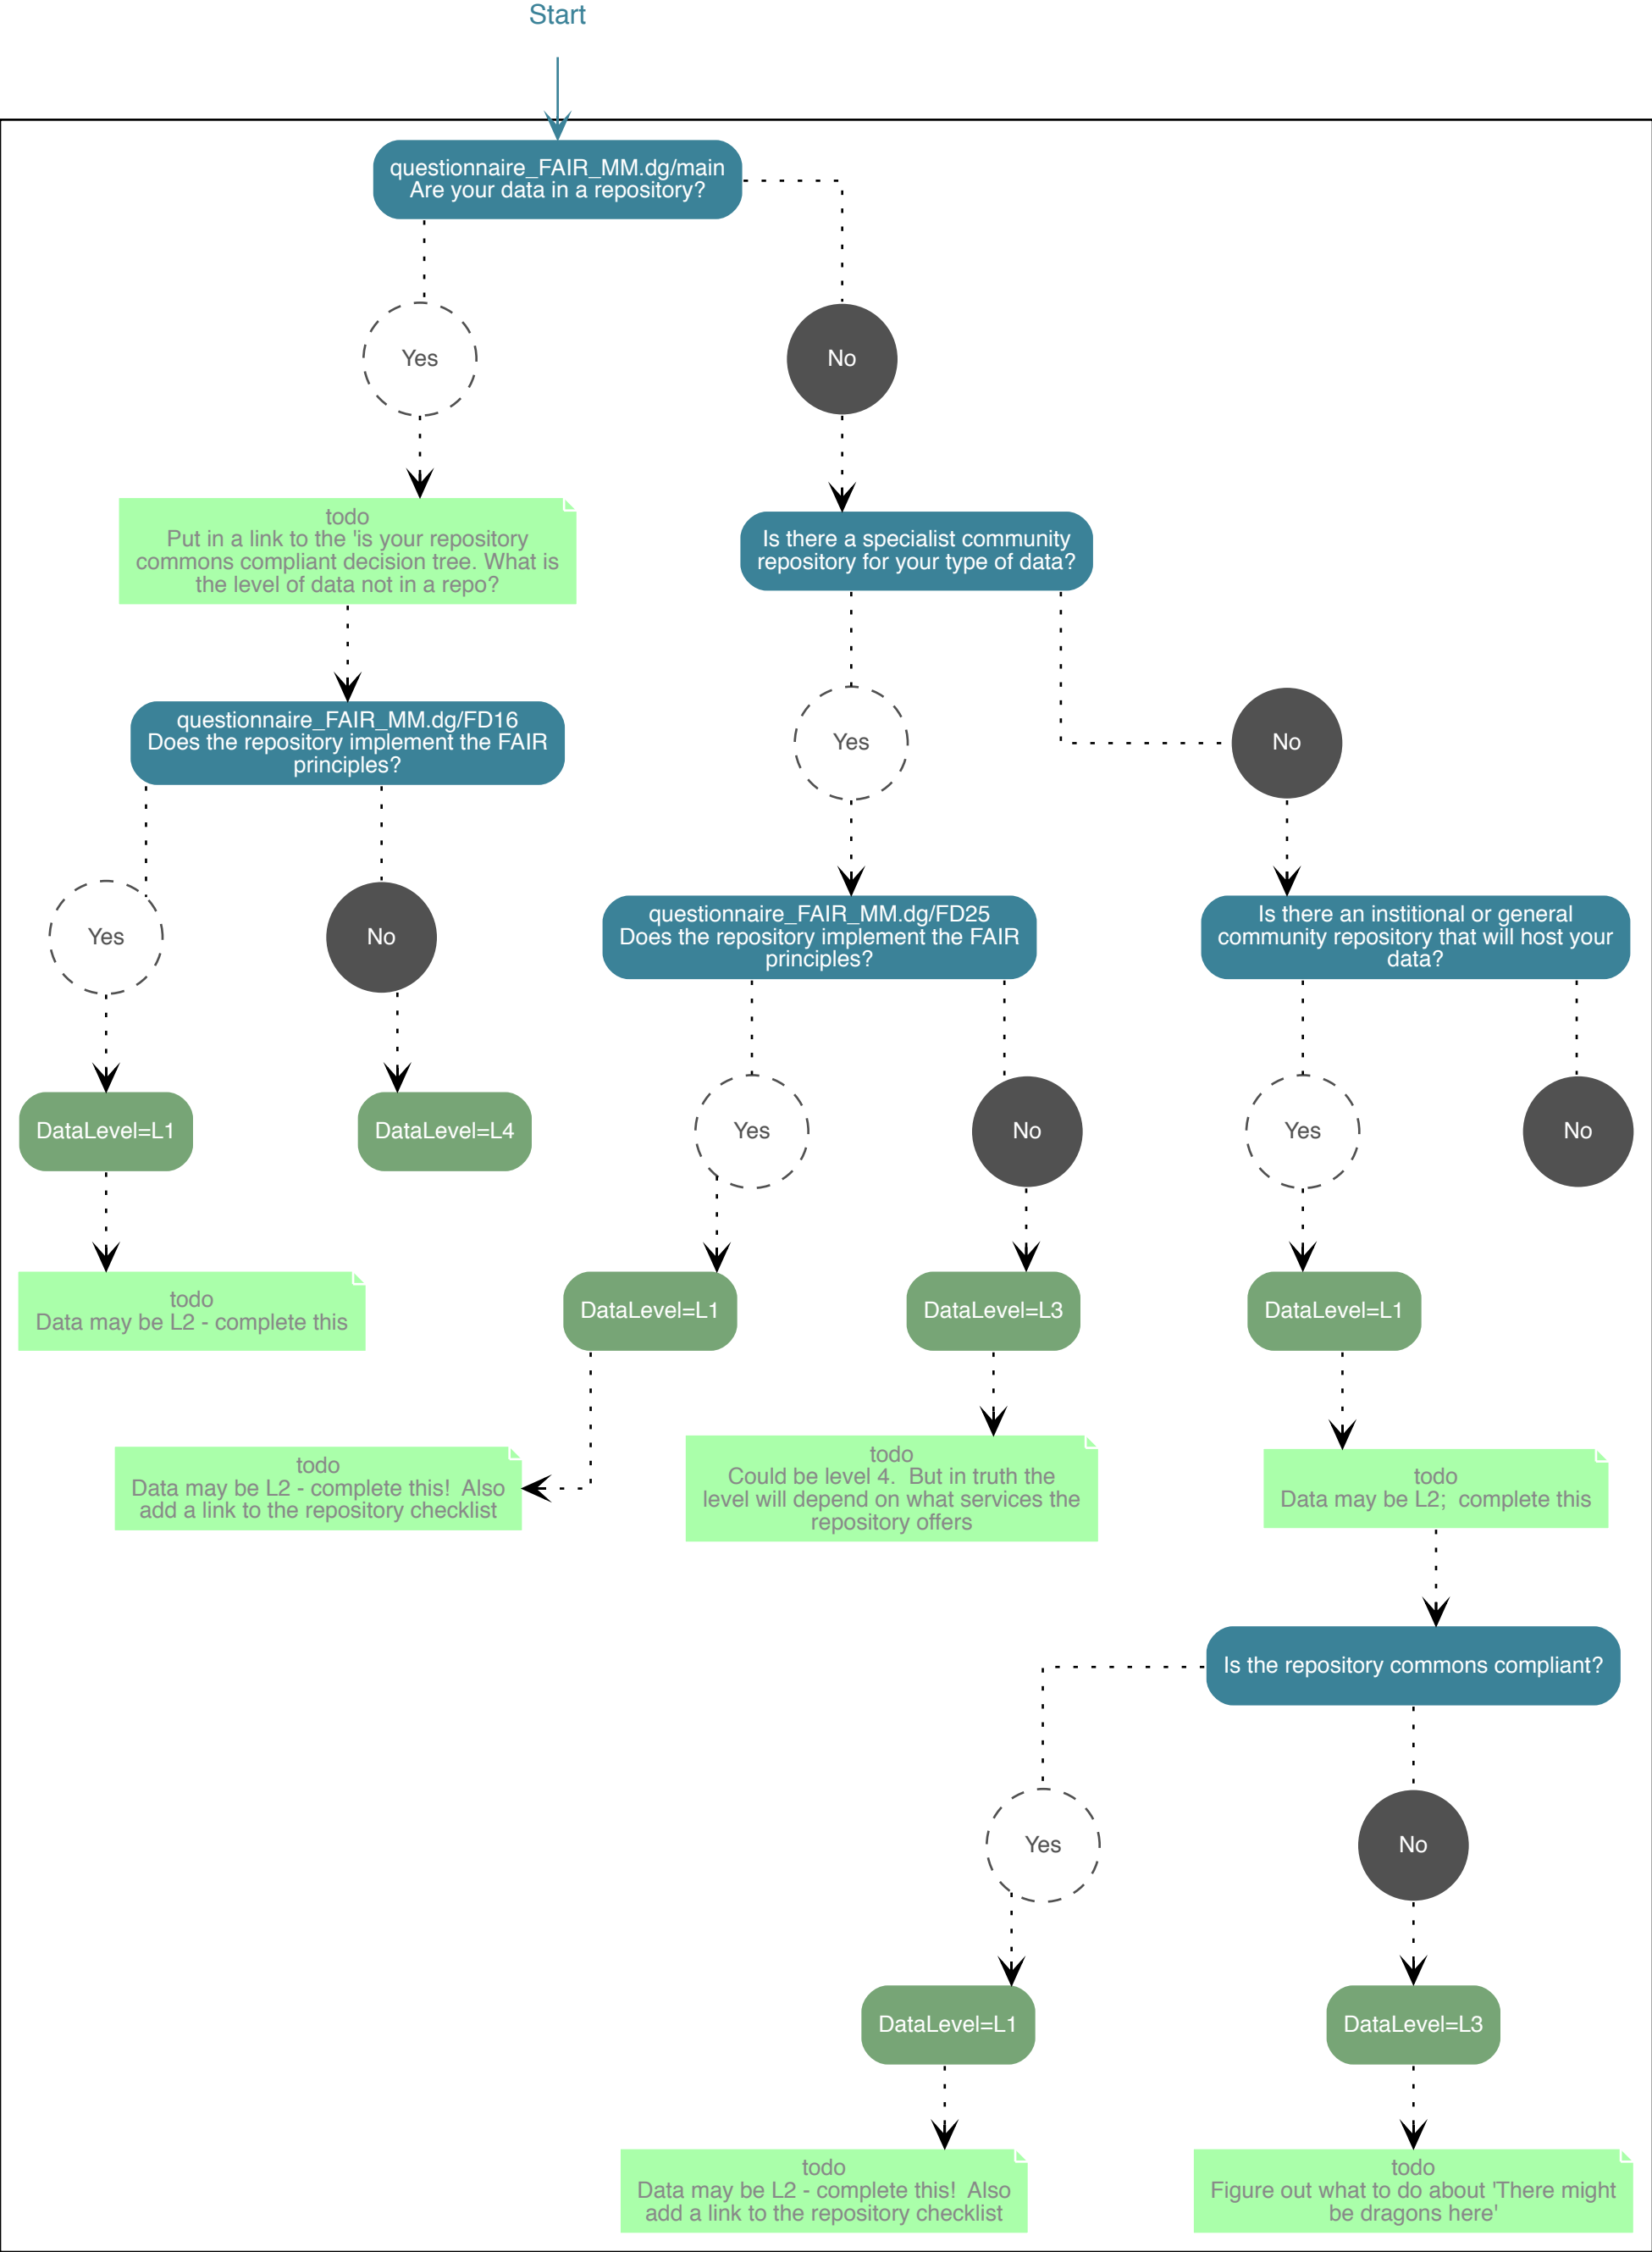 Start
questionnaire_FAIR_MM.dg/main
Are your data in a repository?
Yes
No
todo
Put in a link to the 'is your repository
commons compliant decision tree. What is
the level of data not in a repo?
Is there a specialist community
repository for your type of data?
questionnaire_FAIR_MM.dg/FD16
Does the repository implement the FAIR
principles?
Yes
No
Yes
No
questionnaire_FAIR_MM.dg/FD25
Does the repository implement the FAIR
principles?
Is there an institional or general
community repository that will host your
data?
DataLevel=L1
DataLevel=L4
Yes
No
Yes
No
todo
Data may be L2 - complete this
DataLevel=L1
DataLevel=L3
DataLevel=L1
todo
Data may be L2 - complete this!  Also
add a link to the repository checklist
todo
Could be level 4.  But in truth the
level will depend on what services the
repository offers
todo
Data may be L2;  complete this
Is the repository commons compliant?
Yes
No
DataLevel=L1
DataLevel=L3
todo
Data may be L2 - complete this!  Also
add a link to the repository checklist
todo
Figure out what to do about 'There might
be dragons here'